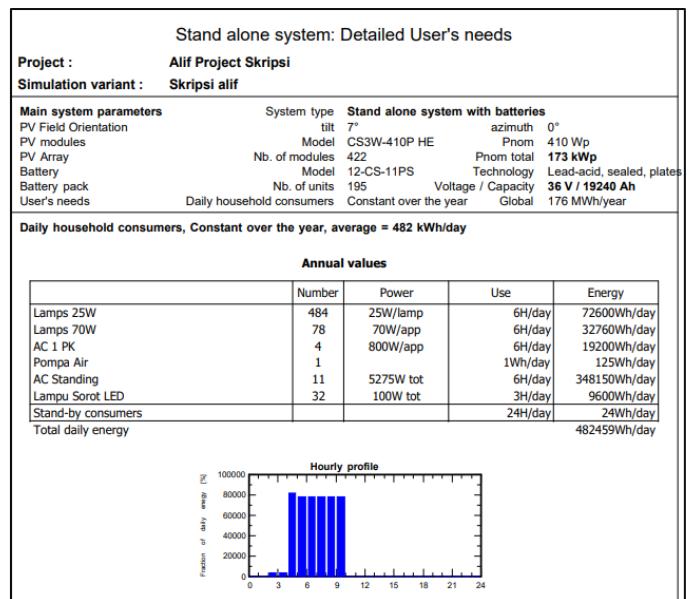 Stand alone system: Detailed User's needs
Project : Alif Project Skripsi
Simulation variant : Skripsi alif
Main system parameters System type Stand alone system with batteries
PV Field Orientation tilt 7° azimuth 0°
PV modules Model CS3W-410P HE Pnom 410 Wp
PV Array Nb. of modules 422 Pnom total 173 kWp
Battery Model 12-CS-11PS Technology Lead-acid, sealed, plates
Battery pack Nb. of units 195 Voltage / Capacity 36 V / 19240 Ah
User's needs Daily household consumers Constant over the year Global 176 MWh/year
Daily household consumers, Constant over the year, average = 482 kWh/day
Annual values
Number Power Use Energy
Lamps 25W 484 25W/lamp 6H/day 72600Wh/day
Lamps 70W 78 70W/app 6H/day 32760Wh/day
AC 1 PK 4 800W/app 6H/day 19200Wh/day
Pompa Air 1 1Wh/day 125Wh/day
AC Standing 11 5275W tot 6H/day 348150Wh/day
Lampu Sorot LED 32 100W tot 3H/day 9600Wh/day
Stand-by consumers 24H/day 24Wh/day
Total daily energy 482459Wh/day
Hourly profile
Fraction of daily enegy [%]
100000
80000
60000
40000
20000
0
0 3 6 9 12 15 18 21 24